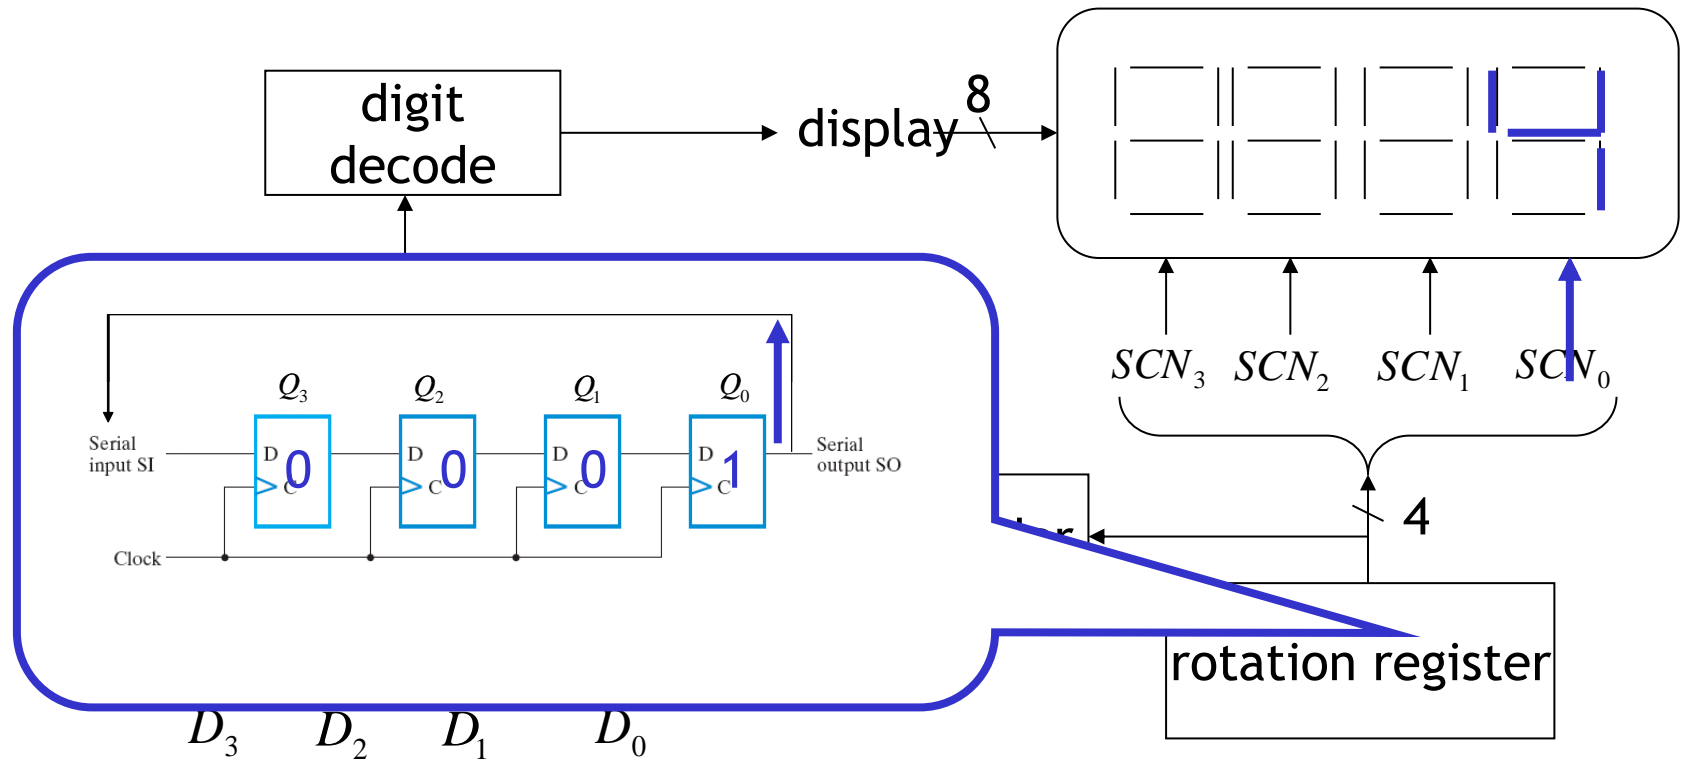 digit
decode
display
8
SCN₃
SCN₂
SCN₁
SCN₀
Q₃
Q₂
Q₁
Q₀
Serial
input SI
D
0
C
D
0
C
D
0
C
D
1
C
Serial
output SO
Clock
4
rotation register
D₃
D₂
D₁
D₀